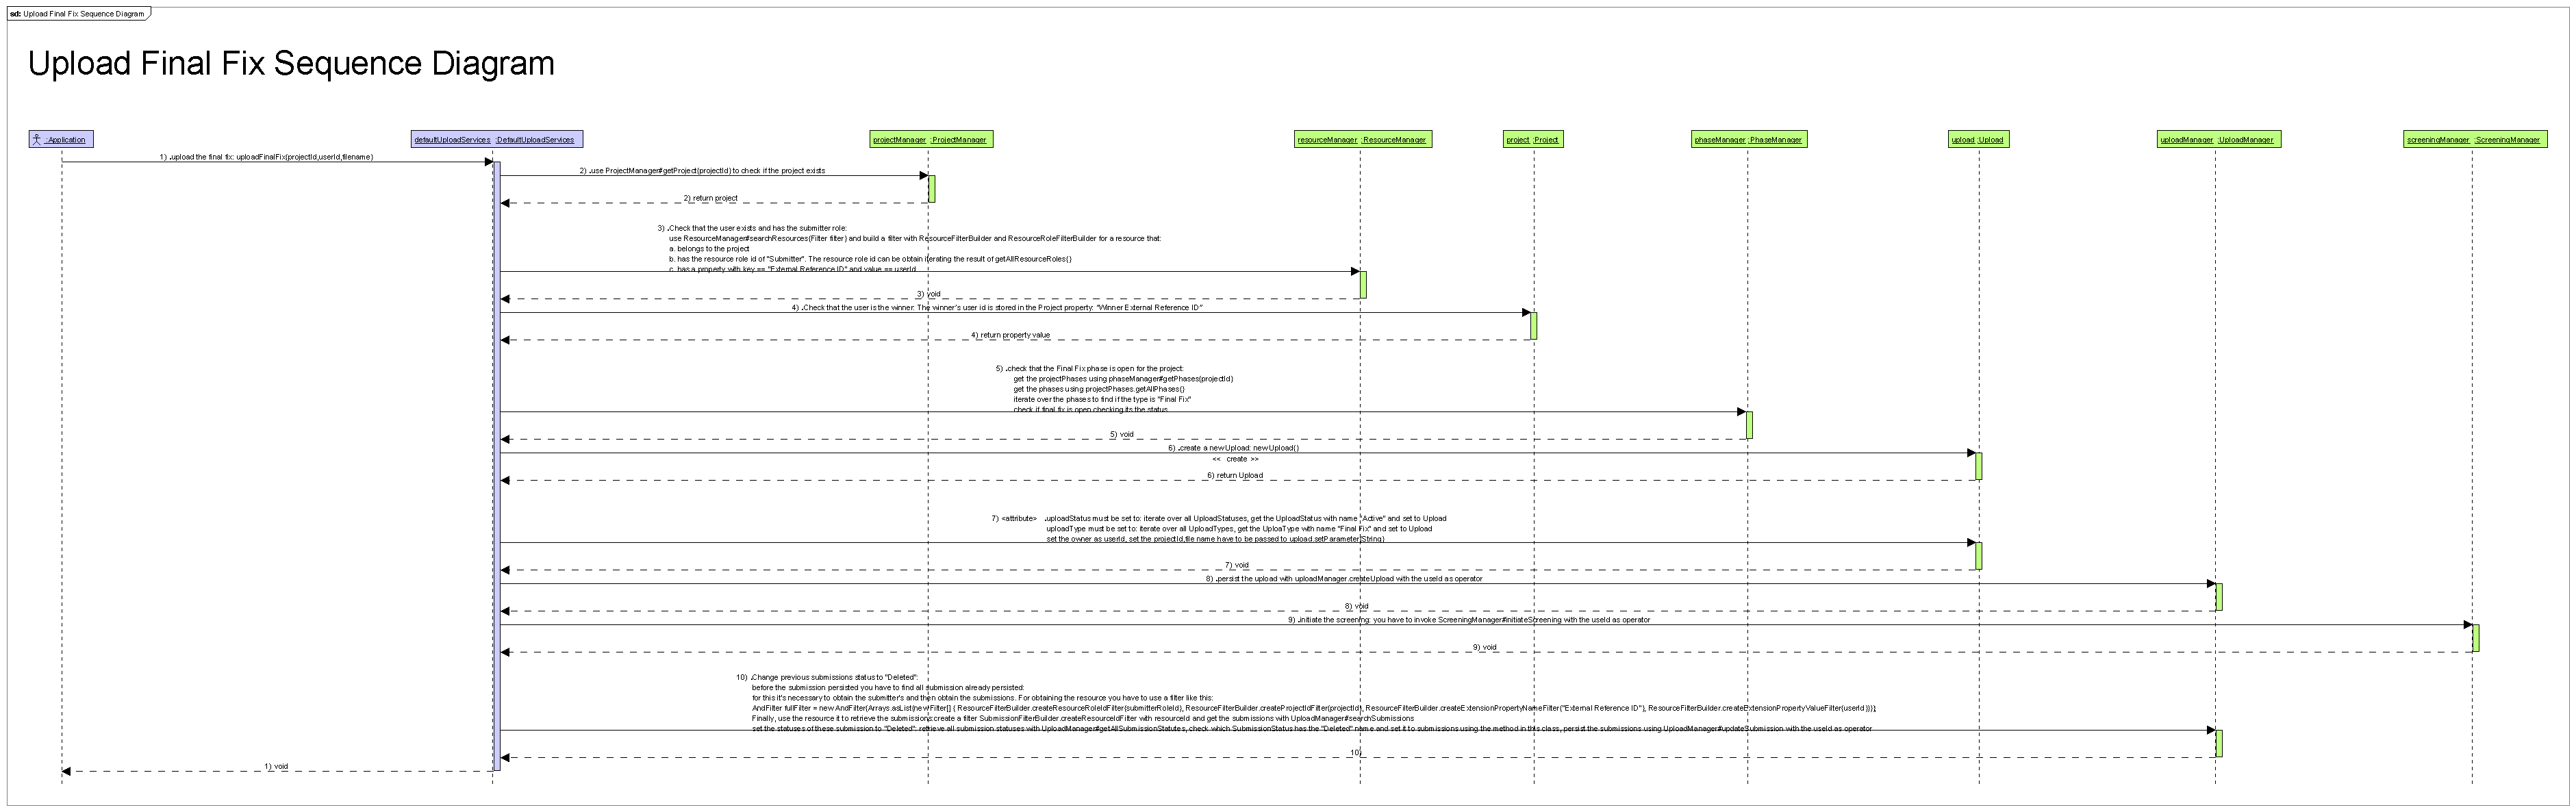 sd: Upload Final Fix Sequence Diagram
Upload Final Fix Sequence Diagram
:Application
defaultUploadServices :DefaultUploadServices
projectManager :ProjectManager
resourceManager :ResourceManager
project :Project
phaseManager :PhaseManager
upload :Upload
uploadManager :UploadManager
screeningManager :ScreeningManager
1) .upload the final fix: uploadFinalFix(projectId,userId,filename)
2) .use ProjectManager#getProject(projectId) to check if the project exists
2) return project
3) .Check that the user exists and has the submitter role:
use ResourceManager#searchResources(Filter filter) and build a filter with ResourceFilterBuilder and ResourceRoleFilterBuilder for a resource that:
a. belongs to the project
b. has the resource role id of "Submitter". The resource role id can be obtain iterating the result of getAllResourceRoles()
c. has a property with key == "External Reference ID" and value == userId
3) void
4) .Check that the user is the winner. The winner's user id is stored in the Project property: "Winner External Reference ID"
4) return property value
5) .check that the Final Fix phase is open for the project:
get the projectPhases using phaseManager#getPhases(projectId)
get the phases using projectPhases.getAllPhases()
iterate over the phases to find if the type is "Final Fix"
check if final fix is open checking its the status
5) void
6) .create a new Upload: new Upload()
<< create >>
6) return Upload
7) <attribute> .uploadStatus must be set to: iterate over all UploadStatuses, get the UploadStatus with name "Active" and set to Upload
uploadType must be set to: iterate over all UploadTypes, get the UploaType with name "Final Fix" and set to Upload
set the owner as userId, set the projectId,file name have to be passed to upload.setParameter(String)
7) void
8) .persist the upload with uploadManager.createUpload with the useId as operator
8) void
9) .initiate the screening: you have to invoke ScreeningManager#initiateScreening with the useId as operator
9) void
10) .Change previous submissions status to "Deleted":
before the submission persisted you have to find all submission already persisted:
for this it's necessary to obtain the submitter's and then obtain the submissions. For obtaining the resource you have to use a filter like this:
AndFilter fullFilter = new AndFilter(Arrays.asList(new Filter[] { ResourceFilterBuilder.createResourceRoleIdFilter(submitterRoleId), ResourceFilterBuilder.createProjectIdFilter(projectId), ResourceFilterBuilder.createExtensionPropertyNameFilter("External Reference ID"), ResourceFilterBuilder.createExtensionPropertyValueFilter(userId)}));
Finally, use the resource it to retrieve the submissions:create a filter SubmissionFilterBuilder.createResourceIdFilter with resourceId and get the submissions with UploadManager#searchSubmissions
set the statuses of these submission to "Deleted": retrieve all submission statuses with UploadManager#getAllSubmissionStatutes, check which SubmissionStatus has the "Deleted" name and set it to submissions using the method in this class, persist the submissions using UploadManager#updateSubmission with the useId as operator
10)
1) void